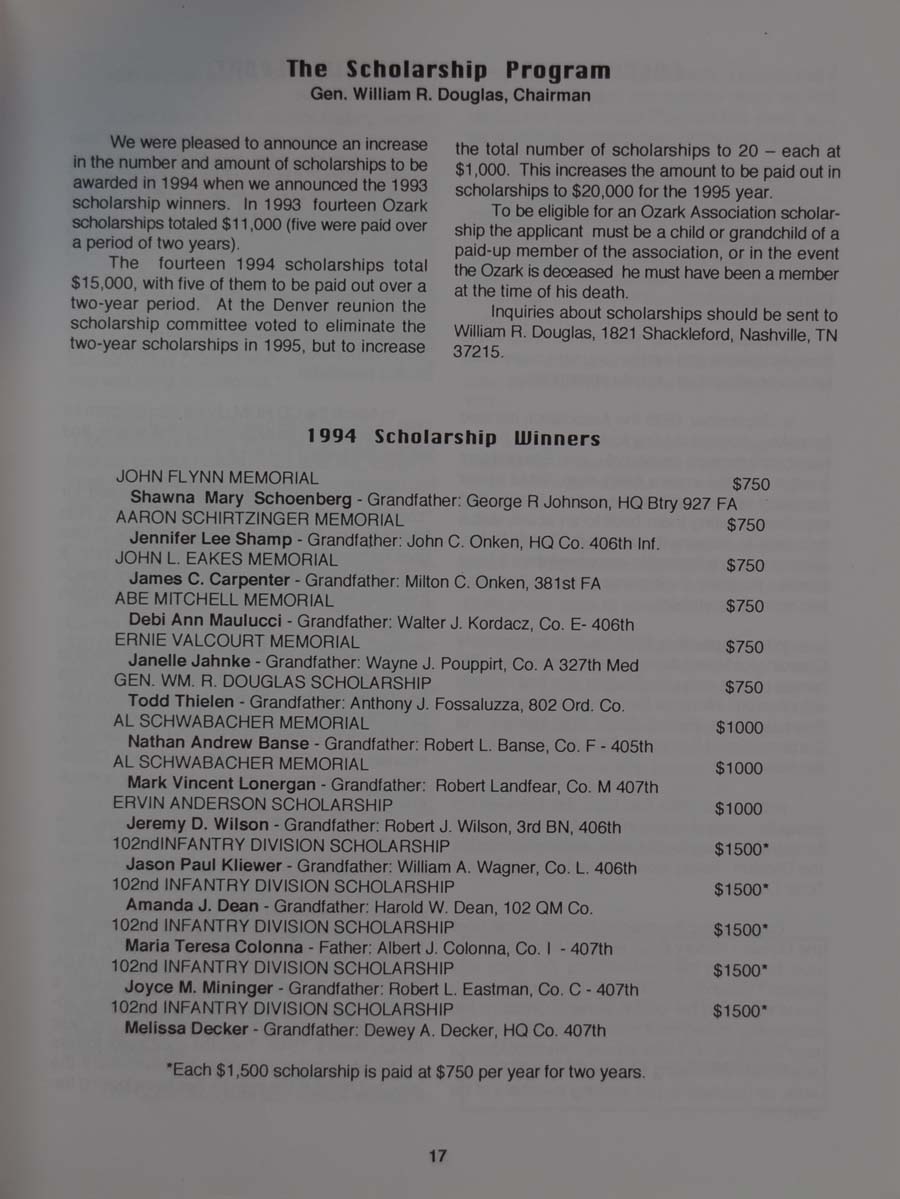 The Scholarship Program
Gen. William R. Douglas, Chairman
We were pleased to announce an increase
in the number and amount of scholarships to be
awarded in 1994 when we announced the 1993
scholarship winners. In 1993 fourteen Ozark
scholarships totaled $11,000 (five were paid over
a period of two years).
The fourteen 1994 scholarships total
$15,000, with five of them to be paid out over a
two-year period. At the Denver reunion the
scholarship committee voted to eliminate the
two-year scholarships in 1995, but to increase
the total number of scholarships to 20 – each at
$1,000. This increases the amount to be paid out in
scholarships to $20,000 for the 1995 year.
To be eligible for an Ozark Association scholar-
ship the applicant must be a child or grandchild of a
paid-up member of the association, or in the event
the Ozark is deceased he must have been a member
at the time of his death.
Inquiries about scholarships should be sent to
William R. Douglas, 1821 Shackleford, Nashville, TN
37215.
1994 Scholarship Winners
JOHN FLYNN MEMORIAL $750
Shawna Mary Schoenberg - Grandfather: George R Johnson, HQ Btry 927 FA
AARON SCHIRTZINGER MEMORIAL $750
Jennifer Lee Shamp - Grandfather: John C. Onken, HQ Co. 406th Inf.
JOHN L. EAKES MEMORIAL $750
James C. Carpenter - Grandfather: Milton C. Onken, 381st FA
ABE MITCHELL MEMORIAL $750
Debi Ann Maulucci - Grandfather: Walter J. Kordacz, Co. E- 406th
ERNIE VALCOURT MEMORIAL $750
Janelle Jahnke - Grandfather: Wayne J. Pouppirt, Co. A 327th Med
GEN. WM. R. DOUGLAS SCHOLARSHIP $750
Todd Thielen - Grandfather: Anthony J. Fossaluzza, 802 Ord. Co.
AL SCHWABACHER MEMORIAL $1000
Nathan Andrew Banse - Grandfather: Robert L. Banse, Co. F - 405th
AL SCHWABACHER MEMORIAL $1000
Mark Vincent Lonergan - Grandfather: Robert Landfear, Co. M 407th
ERVIN ANDERSON SCHOLARSHIP $1000
Jeremy D. Wilson - Grandfather: Robert J. Wilson, 3rd BN, 406th
102ndINFANTRY DIVISION SCHOLARSHIP $1500*
Jason Paul Kliewer - Grandfather: William A. Wagner, Co. L. 406th
102nd INFANTRY DIVISION SCHOLARSHIP $1500*
Amanda J. Dean - Grandfather: Harold W. Dean, 102 QM Co.
102nd INFANTRY DIVISION SCHOLARSHIP $1500*
Maria Teresa Colonna - Father: Albert J. Colonna, Co. I - 407th
102nd INFANTRY DIVISION SCHOLARSHIP $1500*
Joyce M. Mininger - Grandfather: Robert L. Eastman, Co. C - 407th
102nd INFANTRY DIVISION SCHOLARSHIP $1500*
Melissa Decker - Grandfather: Dewey A. Decker, HQ Co. 407th
*Each $1,500 scholarship is paid at $750 per year for two years.
17